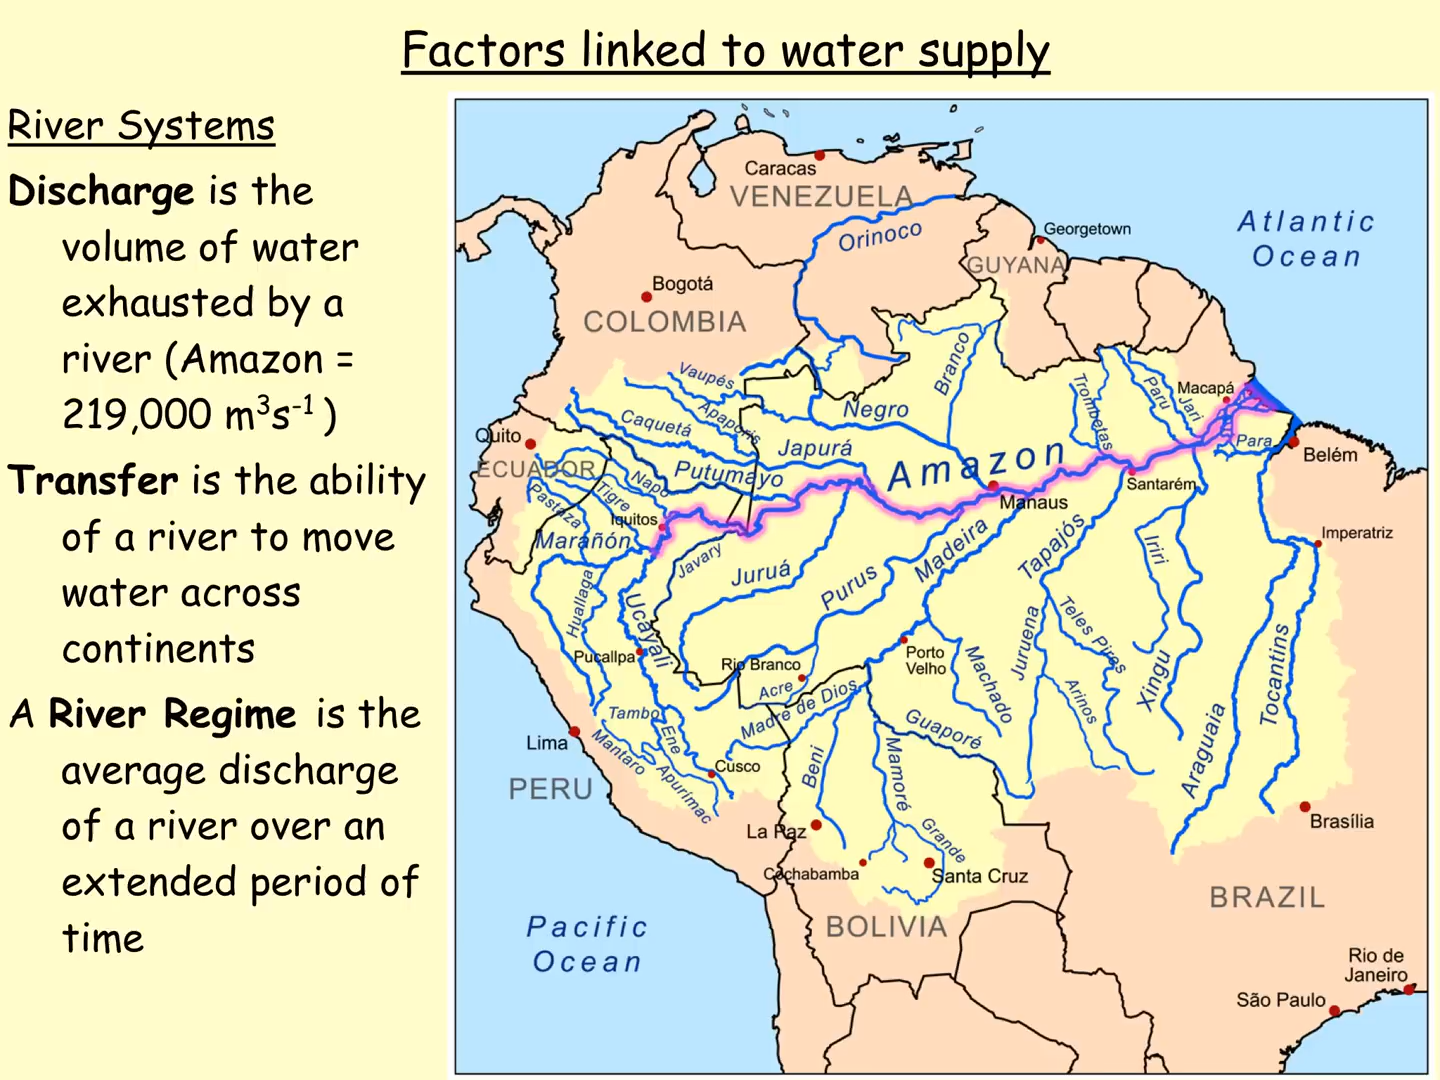 Factors linked to water supply
River Systems
Discharge is the
volume of water
exhausted by a
river (Amazon =
219,000 m³s⁻¹ )
Transfer is the ability
of a river to move
water across
continents
A River Regime is the
average discharge
of a river over an
extended period of
time
Caracas
VENEZUELA
Orinoco
Georgetown
GUYANA
Atlantic
Ocean
Bogotá
COLOMBIA
Branco
Vaupés
Apaporis
Caquetá
Negro
Japurá
Trombetas
Paru
Jari
Macapá
Para
Belém
Quito
ECUADOR
Putumayo
Amazon
Napo
Tigre
Pastaza
Iquitos
Manaus
Santarém
Marañón
Javary
Juruá
Purus
Madeira
Tapajós
Iriri
Imperatriz
Huallaga
Ucayali
Pucallpa
Rio Branco
Acre
Porto
Velho
Machado
Juruena
Teles Pires
Arinos
Xingu
Araguaia
Tocantins
Tambo
Ene
Mantaro
Apurímac
Madre de Dios
Cusco
Beni
Mamoré
Guaporé
Grande
Lima
PERU
La Paz
Cochabamba
Santa Cruz
BOLIVIA
Brasília
BRAZIL
Pacific
Ocean
Rio de
Janeiro
São Paulo